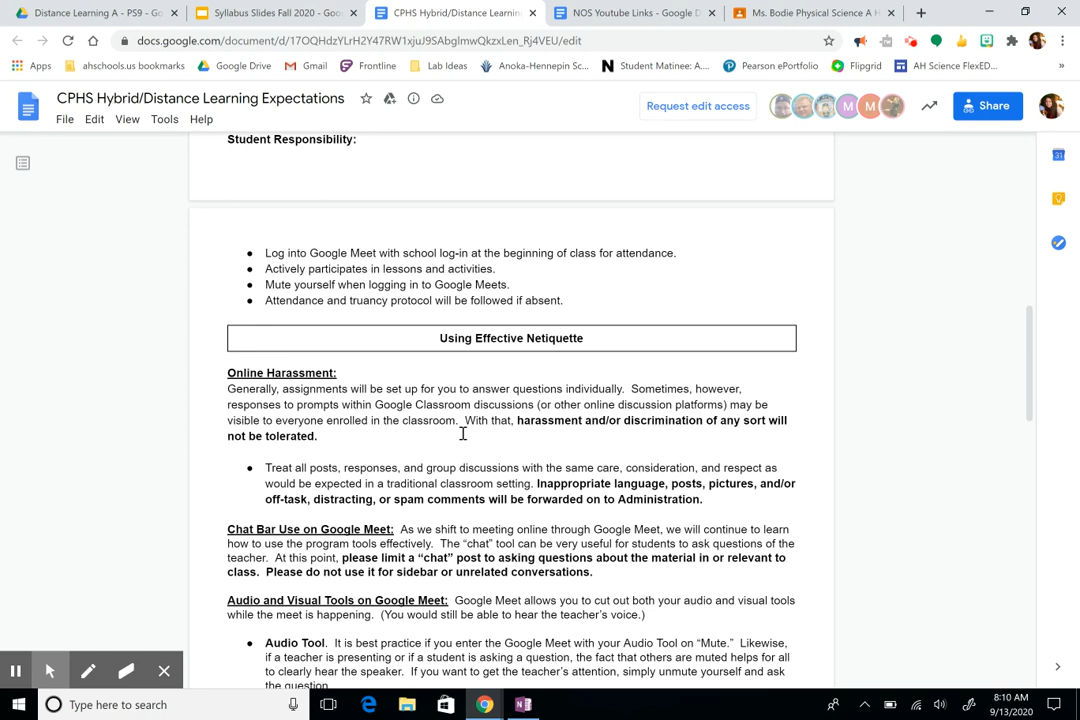 Distance Learning A - PS9 - Go
Syllabus Slides Fall 2020 - Goo
CPHS Hybrid/Distance Learnin
NOS Youtube Links - Google D
Ms. Bodie Physical Science A H
docs.google.com/document/d/17OQHdzYLrH2Y47RW1xjuJ9SAbglmwQkzxLen_Rj4VEU/edit
Apps
ahschools.us bookmarks
Google Drive
Gmail
Frontline
Lab Ideas
Anoka-Hennepin Sc...
Student Matinee: A....
Pearson ePortfolio
Flipgrid
AH Science FlexED...
»
CPHS Hybrid/Distance Learning Expectations
Request edit access
M
M
Share
File Edit View Tools Help
31
Student Responsibility:
● Log into Google Meet with school log-in at the beginning of class for attendance.
● Actively participates in lessons and activities.
● Mute yourself when logging in to Google Meets.
● Attendance and truancy protocol will be followed if absent.
Using Effective Netiquette
Online Harassment:
Generally, assignments will be set up for you to answer questions individually. Sometimes, however,
responses to prompts within Google Classroom discussions (or other online discussion platforms) may be
visible to everyone enrolled in the classroom. With that, harassment and/or discrimination of any sort will
not be tolerated.
● Treat all posts, responses, and group discussions with the same care, consideration, and respect as
would be expected in a traditional classroom setting. Inappropriate language, posts, pictures, and/or
off-task, distracting, or spam comments will be forwarded on to Administration.
Chat Bar Use on Google Meet: As we shift to meeting online through Google Meet, we will continue to learn
how to use the program tools effectively. The “chat” tool can be very useful for students to ask questions of the
teacher. At this point, please limit a “chat” post to asking questions about the material in or relevant to
class. Please do not use it for sidebar or unrelated conversations.
Audio and Visual Tools on Google Meet: Google Meet allows you to cut out both your audio and visual tools
while the meet is happening. (You would still be able to hear the teacher's voice.)
● Audio Tool. It is best practice if you enter the Google Meet with your Audio Tool on “Mute.” Likewise,
if a teacher is presenting or if a student is asking a question, the fact that others are muted helps for all
to clearly hear the speaker. If you want to get the teacher's attention, simply unmute yourself and ask
the question.
Type here to search
8:10 AM
9/13/2020